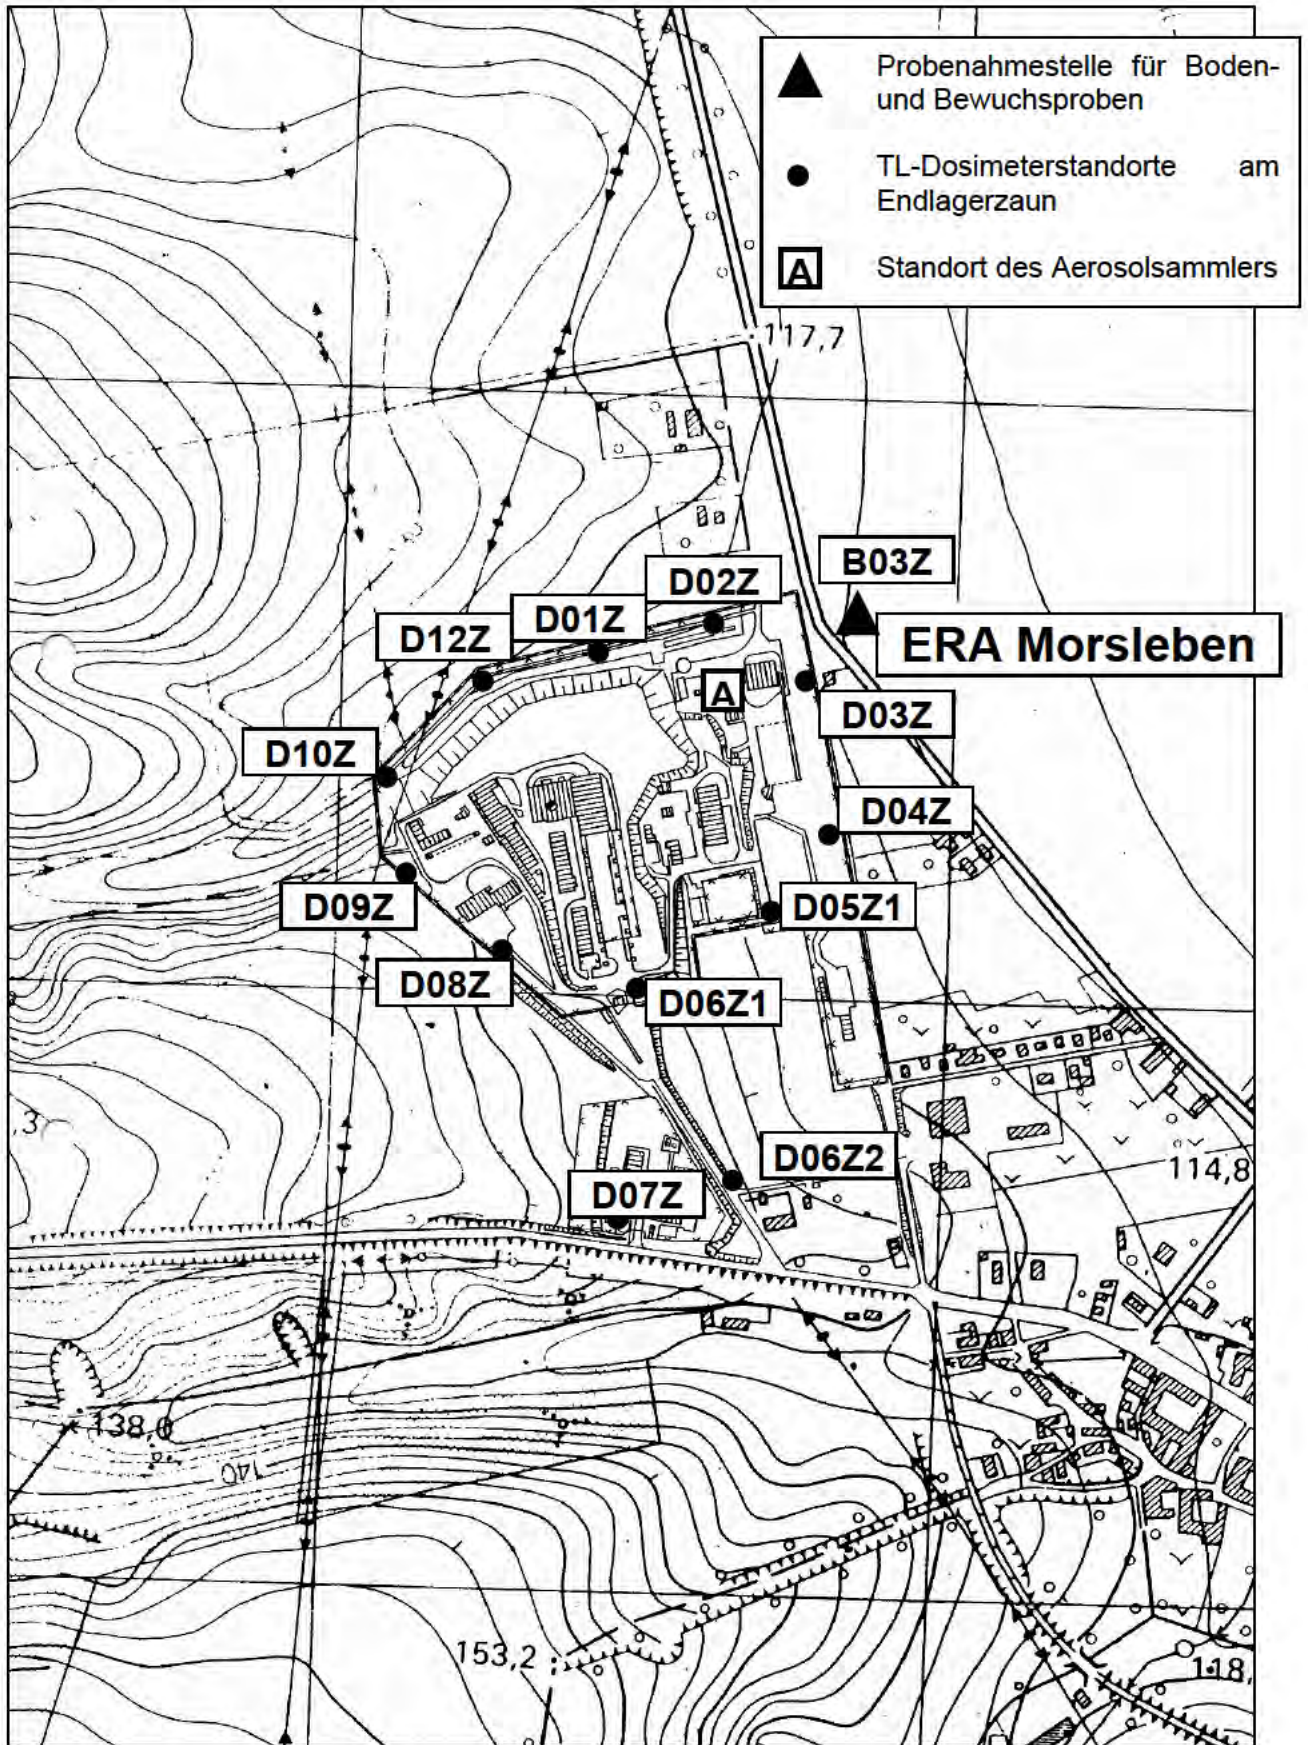 Probenahmestelle für Boden-
und Bewuchsproben
TL-Dosimeterstandorte am
Endlagerzaun
A Standort des Aerosolsammlers
117,7
B03Z
D02Z
D01Z
D12Z
ERA Morsleben
A
D03Z
D10Z
D04Z
D09Z
D05Z1
D08Z
D06Z1
,3
D06Z2
114,8
D07Z
138,0
140
153,2
118,